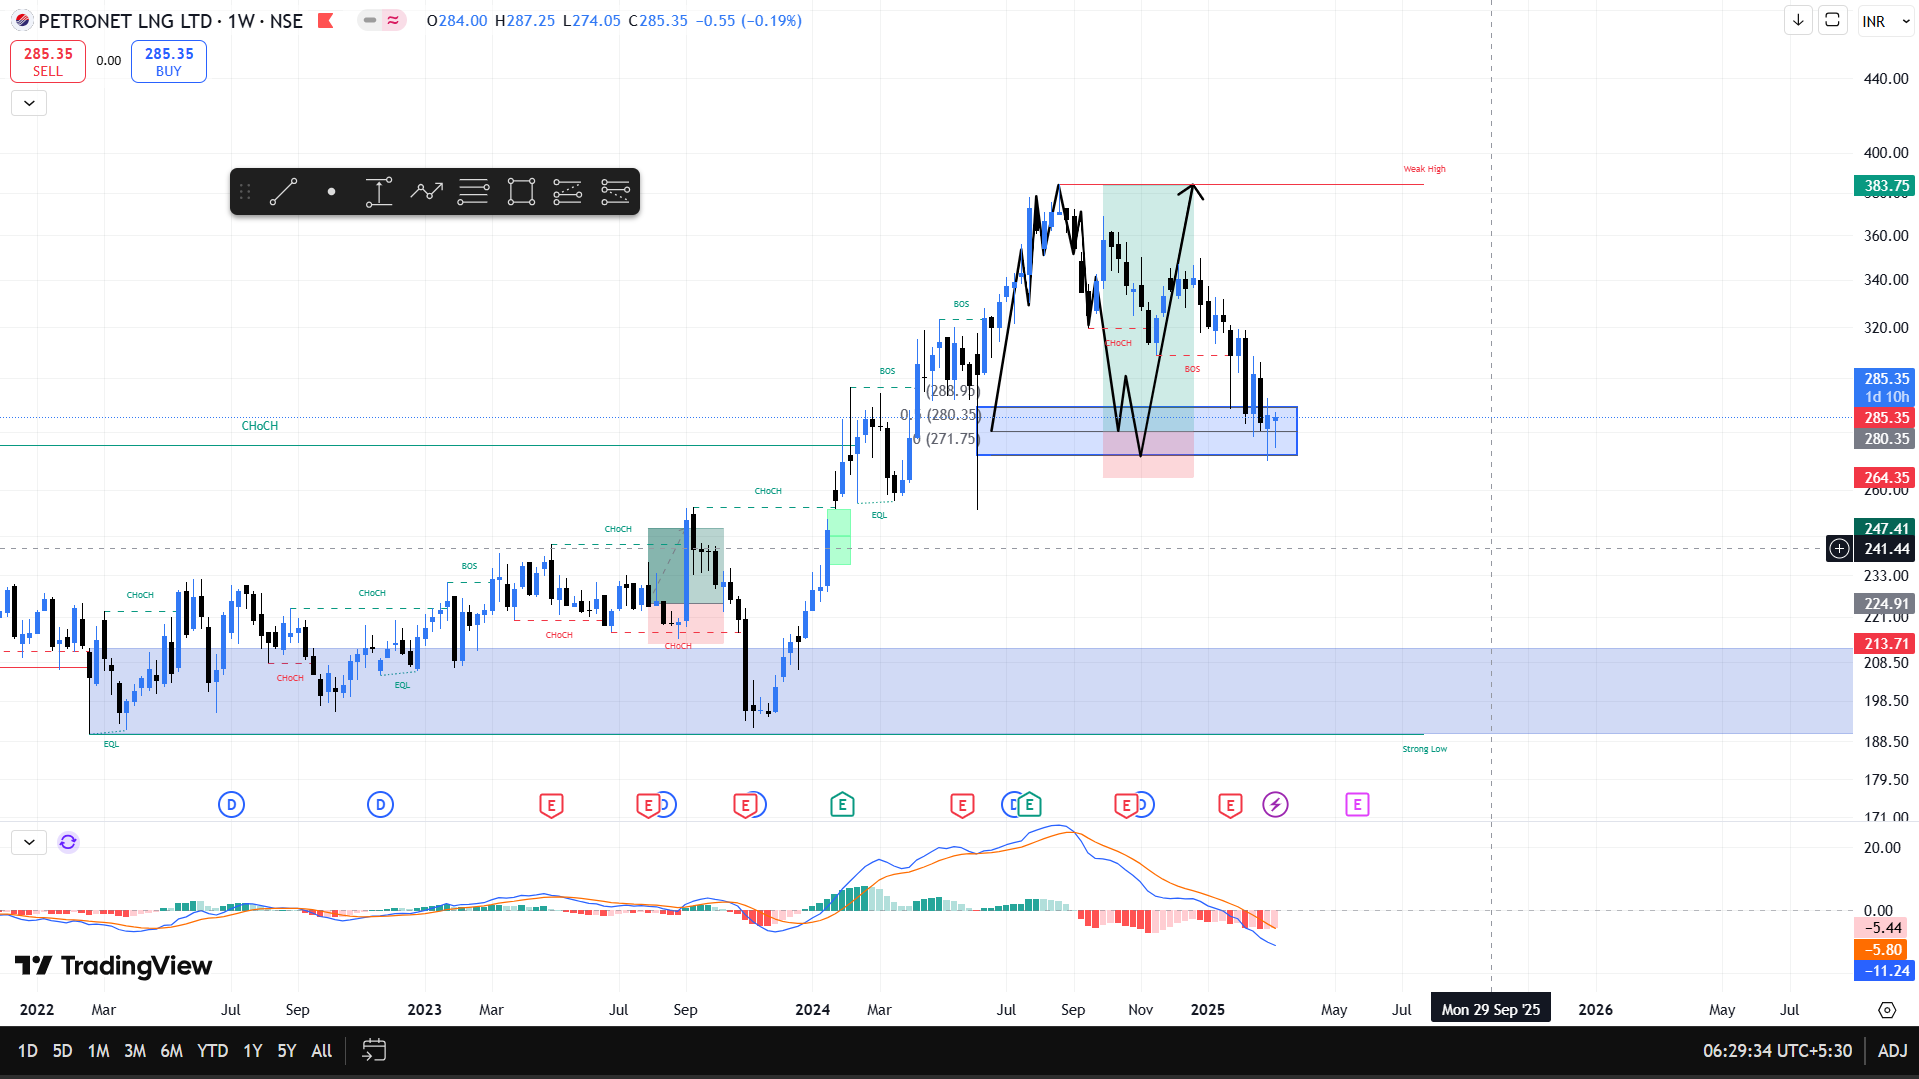 PETRONET LNG LTD · 1W · NSE
O284.00 H287.25 L274.05 C285.35 −0.55 (−0.19%)
INR
285.35
SELL
0.00
285.35
BUY
440.00
400.00
383.75
360.00
340.00
320.00
285.35
1d 10h
285.35
280.35
264.35
260.00
247.41
241.44
233.00
224.91
221.00
213.71
208.50
198.50
188.50
179.50
171.00
Weak High
BOS
CHoCH
BOS
BOS
(288.95)
(280.35)
0 (271.75)
CHoCH
CHoCH
EQL
CHoCH
BOS
CHoCH
CHoCH
CHoCH
CHoCH
CHoCH
EQL
EQL
Strong Low
D
D
E
E
D
E
E
E
D
E
E
D
E
E
20.00
0.00
−5.44
−5.80
−11.24
TradingView
2022
Mar
Jul
Sep
2023
Mar
Jul
Sep
2024
Mar
Jul
Sep
Nov
2025
May
Jul
Mon 29 Sep '25
2026
May
Jul
1D 5D 1M 3M 6M YTD 1Y 5Y All
06:29:34 UTC+5:30
ADJ